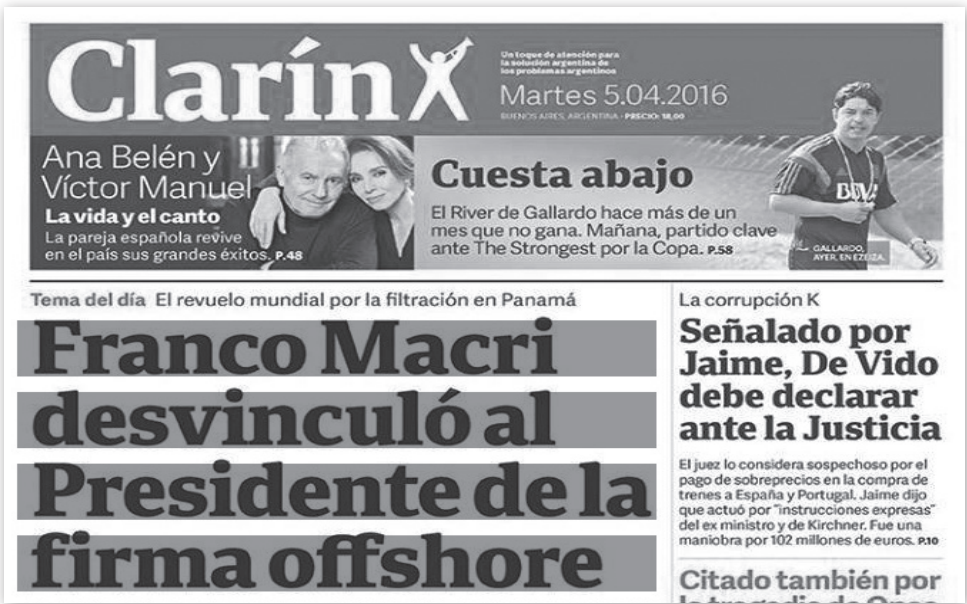 Clarín
Un toque de atención para
la solución argentina de
los problemas argentinos
Martes 5.04.2016
BUENOS AIRES, ARGENTINA - PRECIO: 18,00
Ana Belén y
Víctor Manuel
La vida y el canto
La pareja española revive
en el país sus grandes éxitos. P.48
Cuesta abajo
El River de Gallardo hace más de un
mes que no gana. Mañana, partido clave
ante The Strongest por la Copa. P.58
BBVA
GALLARDO,
AYER, EN EZEIZA.
Tema del día El revuelo mundial por la filtración en Panamá
Franco Macri
desvinculó al
Presidente de la
firma offshore
La corrupción K
Señalado por
Jaime, De Vido
debe declarar
ante la Justicia
El juez lo considera sospechoso por el
pago de sobreprecios en la compra de
trenes a España y Portugal. Jaime dijo
que actuó por "instrucciones expresas"
del ex ministro y de Kirchner. Fue una
maniobra por 102 millones de euros. P.10
Citado también por